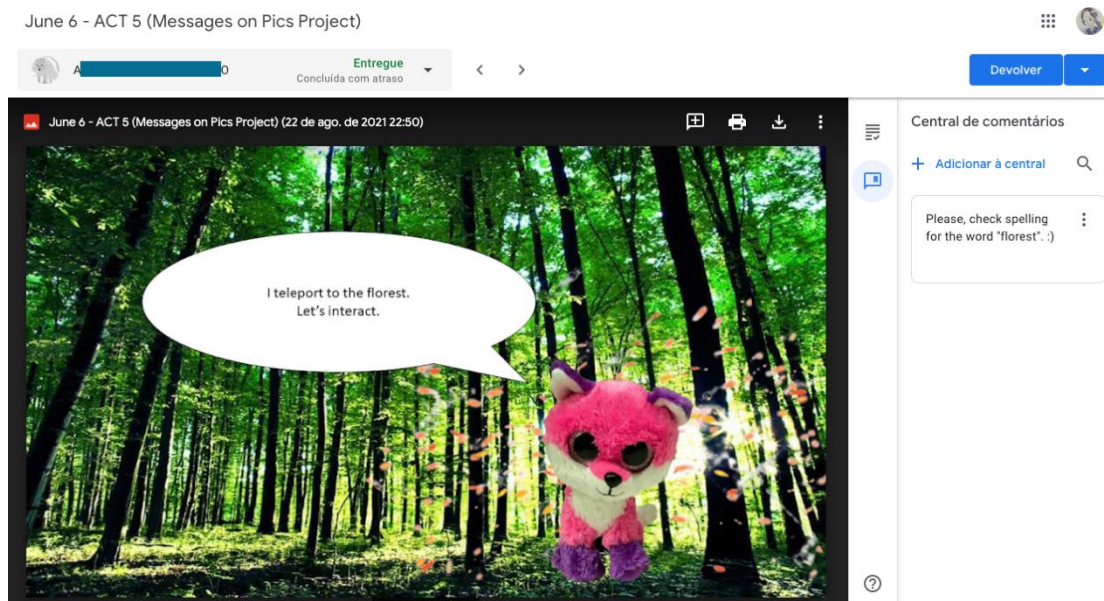 June 6 - ACT 5 (Messages on Pics Project)
Entregue
Concluída com atraso
Devolver
June 6 - ACT 5 (Messages on Pics Project) (22 de ago. de 2021 22:50)
I teleport to the florest.
Let's interact.
Central de comentários
+ Adicionar à central
Please, check spelling
for the word "florest". :)